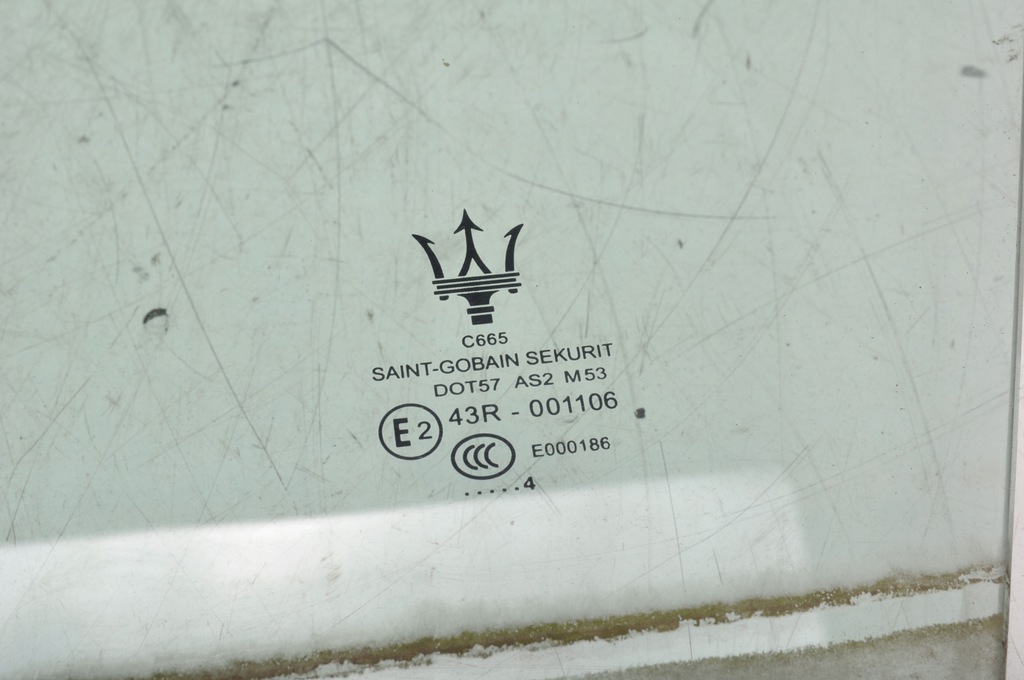 C665
SAINT-GOBAIN SEKURIT
DOT57 AS2 M53
E2 43R - 001106
CCC E000186
.....4